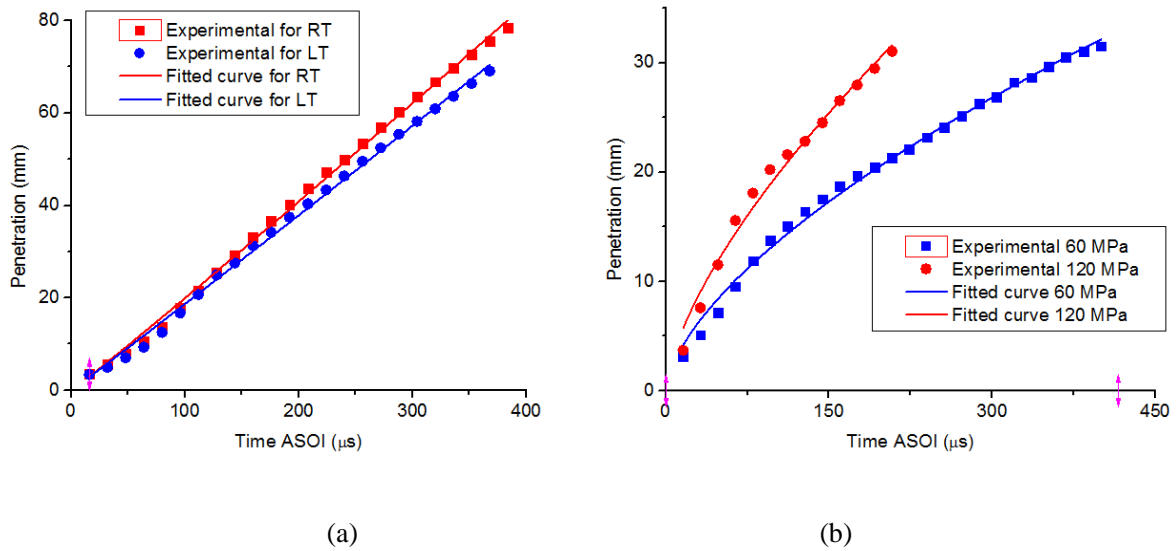 80
60
40
20
0
0
100
200
300
400
Penetration (mm)
Time ASOI (μs)
Experimental for RT
Experimental for LT
Fitted curve for RT
Fitted curve for LT
(a)
30
20
10
0
0
150
300
450
Penetration (mm)
Time ASOI (μs)
Experimental 60 MPa
Experimental 120 MPa
Fitted curve 60 MPa
Fitted curve 120 MPa
(b)